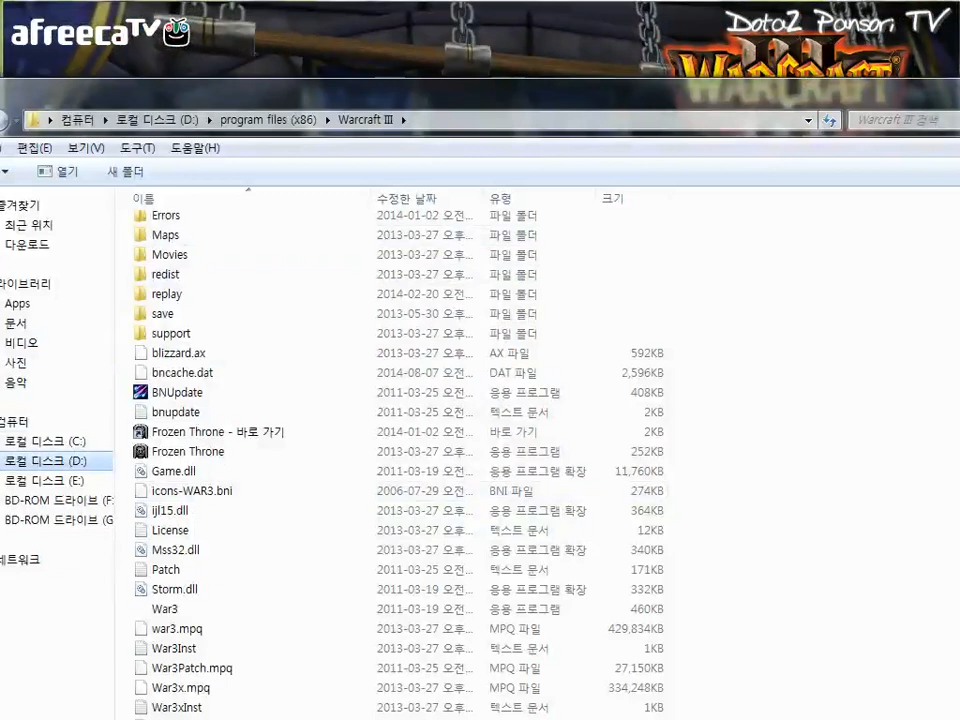 afreecaTV
Dota2 Pansori TV
WARCRAFT III
컴퓨터 로컬 디스크 (D:) program files (x86) Warcraft III
Warcraft III 검색
편집(E) 보기(V) 도구(T) 도움말(H)
열기 새 폴더
이름 수정한 날짜 유형 크기
Errors 2014-01-02 오전... 파일 폴더
Maps 2013-03-27 오후... 파일 폴더
Movies 2013-03-27 오후... 파일 폴더
redist 2013-03-27 오후... 파일 폴더
replay 2014-02-20 오전... 파일 폴더
save 2013-05-30 오전... 파일 폴더
support 2013-03-27 오후... 파일 폴더
blizzard.ax 2013-03-27 오후... AX 파일 592KB
bncache.dat 2014-08-07 오전... DAT 파일 2,596KB
BNUpdate 2011-03-25 오전... 응용 프로그램 408KB
bnupdate 2011-03-25 오전... 텍스트 문서 2KB
Frozen Throne - 바로 가기 2014-01-02 오전... 바로 가기 2KB
Frozen Throne 2013-03-27 오후... 응용 프로그램 252KB
Game.dll 2011-03-19 오전... 응용 프로그램 확장 11,760KB
icons-WAR3.bni 2006-07-29 오전... BNI 파일 274KB
ijl15.dll 2013-03-27 오후... 응용 프로그램 확장 364KB
License 2013-03-27 오후... 텍스트 문서 12KB
Mss32.dll 2013-03-27 오후... 응용 프로그램 확장 340KB
Patch 2011-03-25 오전... 텍스트 문서 171KB
Storm.dll 2011-03-19 오전... 응용 프로그램 확장 332KB
War3 2011-03-19 오전... 응용 프로그램 460KB
war3.mpq 2013-03-27 오후... MPQ 파일 429,834KB
War3Inst 2013-03-27 오후... 텍스트 문서 1KB
War3Patch.mpq 2011-03-25 오전... MPQ 파일 27,150KB
War3x.mpq 2013-03-27 오후... MPQ 파일 334,248KB
War3xInst 2013-03-27 오후... 텍스트 문서 1KB
즐겨찾기
최근 위치
다운로드
라이브러리
Apps
문서
비디오
사진
음악
컴퓨터
로컬 디스크 (C:)
로컬 디스크 (D:)
로컬 디스크 (E:)
BD-ROM 드라이브 (F:
BD-ROM 드라이브 (G
네트워크